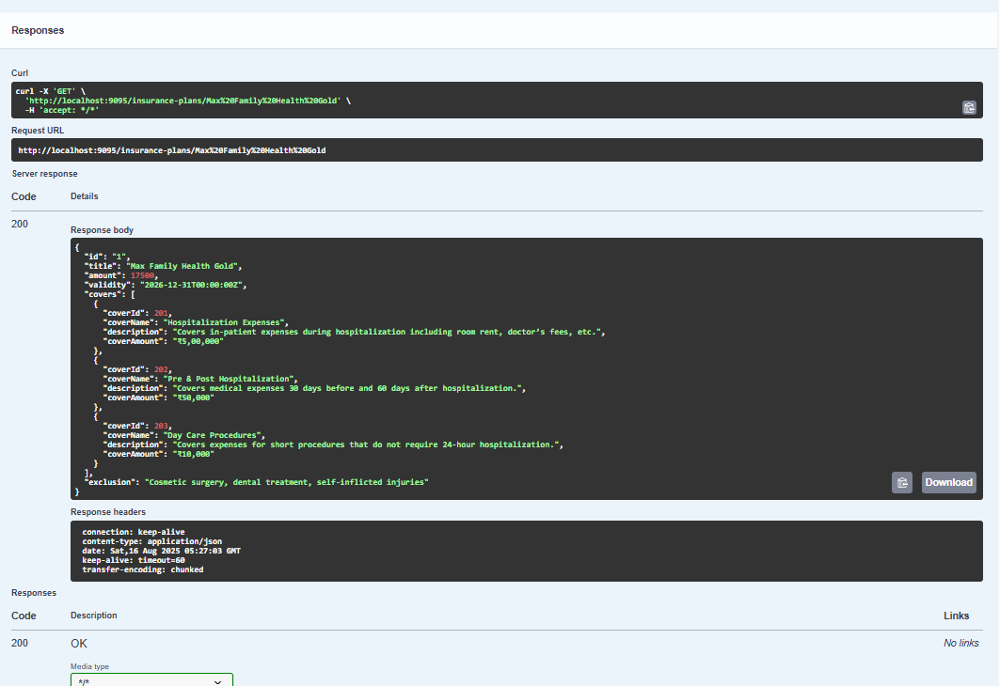 Responses
Curl
curl -X 'GET' \
  'http://localhost:9095/insurance-plans/Max%20Family%20Health%20Gold' \
  -H 'accept: */*'
Request URL
http://localhost:9095/insurance-plans/Max%20Family%20Health%20Gold
Server response
Code Details
200
Response body
{
  "id": "1",
  "title": "Max Family Health Gold",
  "amount": 17500,
  "validity": "2026-12-31T00:00:00Z",
  "covers": [
    {
      "coverId": 201,
      "coverName": "Hospitalization Expenses",
      "description": "Covers in-patient expenses during hospitalization including room rent, doctor’s fees, etc.",
      "coverAmount": "₹5,00,000"
    },
    {
      "coverId": 202,
      "coverName": "Pre & Post Hospitalization",
      "description": "Covers medical expenses 30 days before and 60 days after hospitalization.",
      "coverAmount": "₹50,000"
    },
    {
      "coverId": 203,
      "coverName": "Day Care Procedures",
      "description": "Covers expenses for short procedures that do not require 24-hour hospitalization.",
      "coverAmount": "₹10,000"
    }
  ],
  "exclusion": "Cosmetic surgery, dental treatment, self-inflicted injuries"
}
Download
Response headers
connection: keep-alive
content-type: application/json
date: Sat,16 Aug 2025 05:27:03 GMT
keep-alive: timeout=60
transfer-encoding: chunked
Responses
Code Description Links
200 OK No links
Media type
*/*